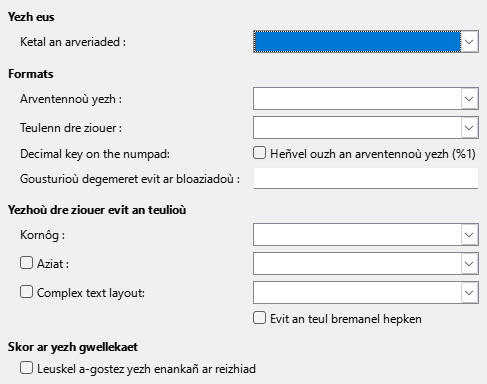 Yezh eus
Ketal an arveriaded :
Formats
Arventennoù yezh :
Teulenn dre ziouer :
Decimal key on the numpad: Heñvel ouzh an arventennoù yezh (%1)
Gousturioù degemeret evit ar bloaziadoù :
Yezhoù dre ziouer evit an teulioù
Kornôg :
Aziat :
Complex text layout:
Evit an teul bremanel hepken
Skor ar yezh gwellekaet
Leuskel a-gostez yezh enankañ ar reizhiad